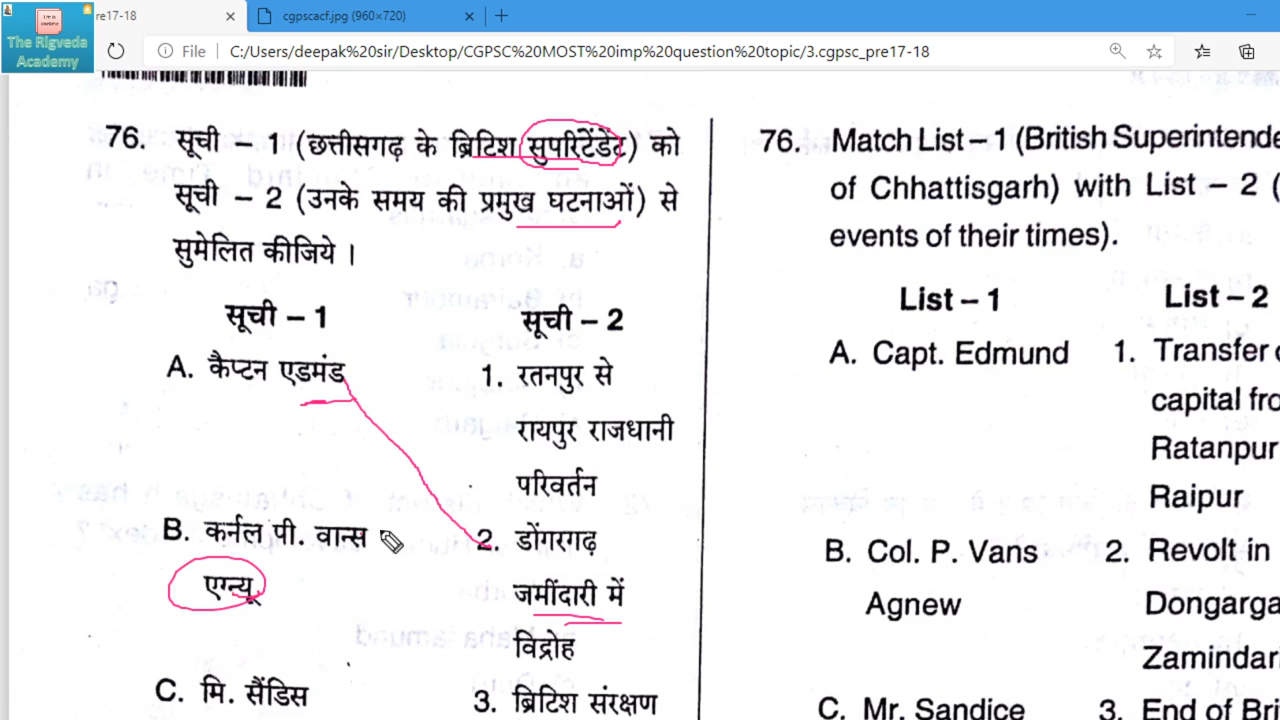 The Rigveda
Academy
re17-18
cgpscacf.jpg (960×720)
File C:/Users/deepak%20sir/Desktop/CGPSC%20MOST%20imp%20question%20topic/3.cgpsc_pre17-18
76. सूची – 1 (छत्तीसगढ़ के ब्रिटिश सुपरिटेंडेंट) को
सूची – 2 (उनके समय की प्रमुख घटनाओं) से
सुमेलित कीजिये ।
सूची – 1 सूची – 2
A. कैप्टन एडमंड 1. रतनपुर से
रायपुर राजधानी
परिवर्तन
B. कर्नल पी. वान्स 2. डोंगरगढ़
एग्न्यू जमींदारी में
विद्रोह
C. मि. सैंडिस 3. ब्रिटिश संरक्षण
76. Match List – 1 (British Superintende
of Chhattisgarh) with List – 2 (
events of their times).
List – 1 List – 2
A. Capt. Edmund 1. Transfer
capital fro
Ratanpur
Raipur
B. Col. P. Vans 2. Revolt in
Agnew Dongarga
Zamindari
C. Mr. Sandice 3. End of Bri